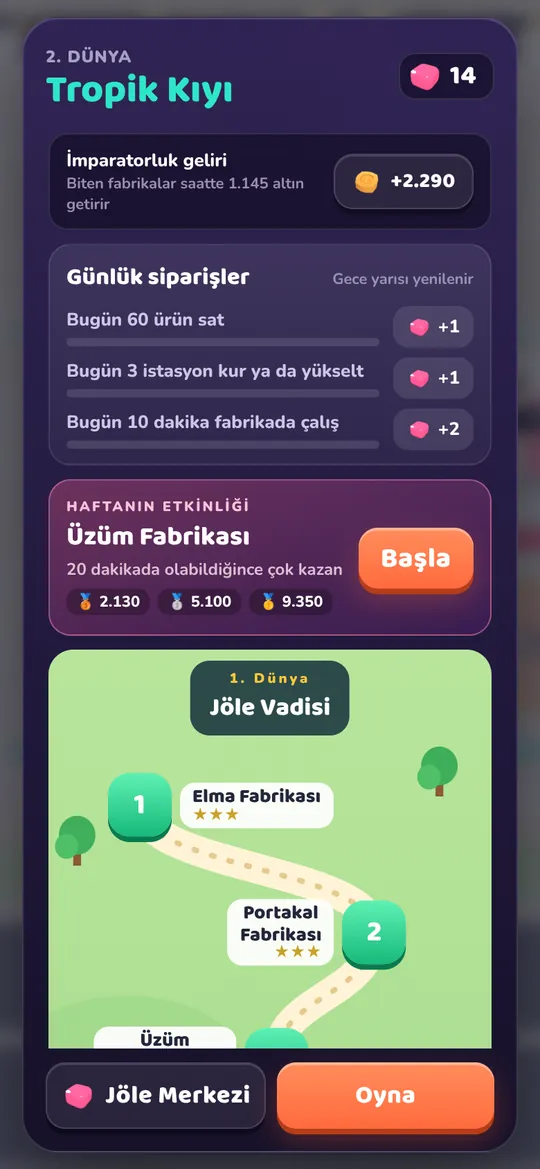 2. DÜNYA
Tropik Kıyı
14
İmparatorluk geliri
Biten fabrikalar saatte 1.145 altın
getirir
+2.290
Günlük siparişler
Gece yarısı yenilenir
Bugün 60 ürün sat
+1
Bugün 3 istasyon kur ya da yükselt
+1
Bugün 10 dakika fabrikada çalış
+2
HAFTANIN ETKİNLİĞİ
Üzüm Fabrikası
20 dakikada olabildiğince çok kazan
2.130
5.100
9.350
Başla
1. Dünya
Jöle Vadisi
1
Elma Fabrikası
Portakal
Fabrikası
2
Üzüm
Jöle Merkezi
Oyna